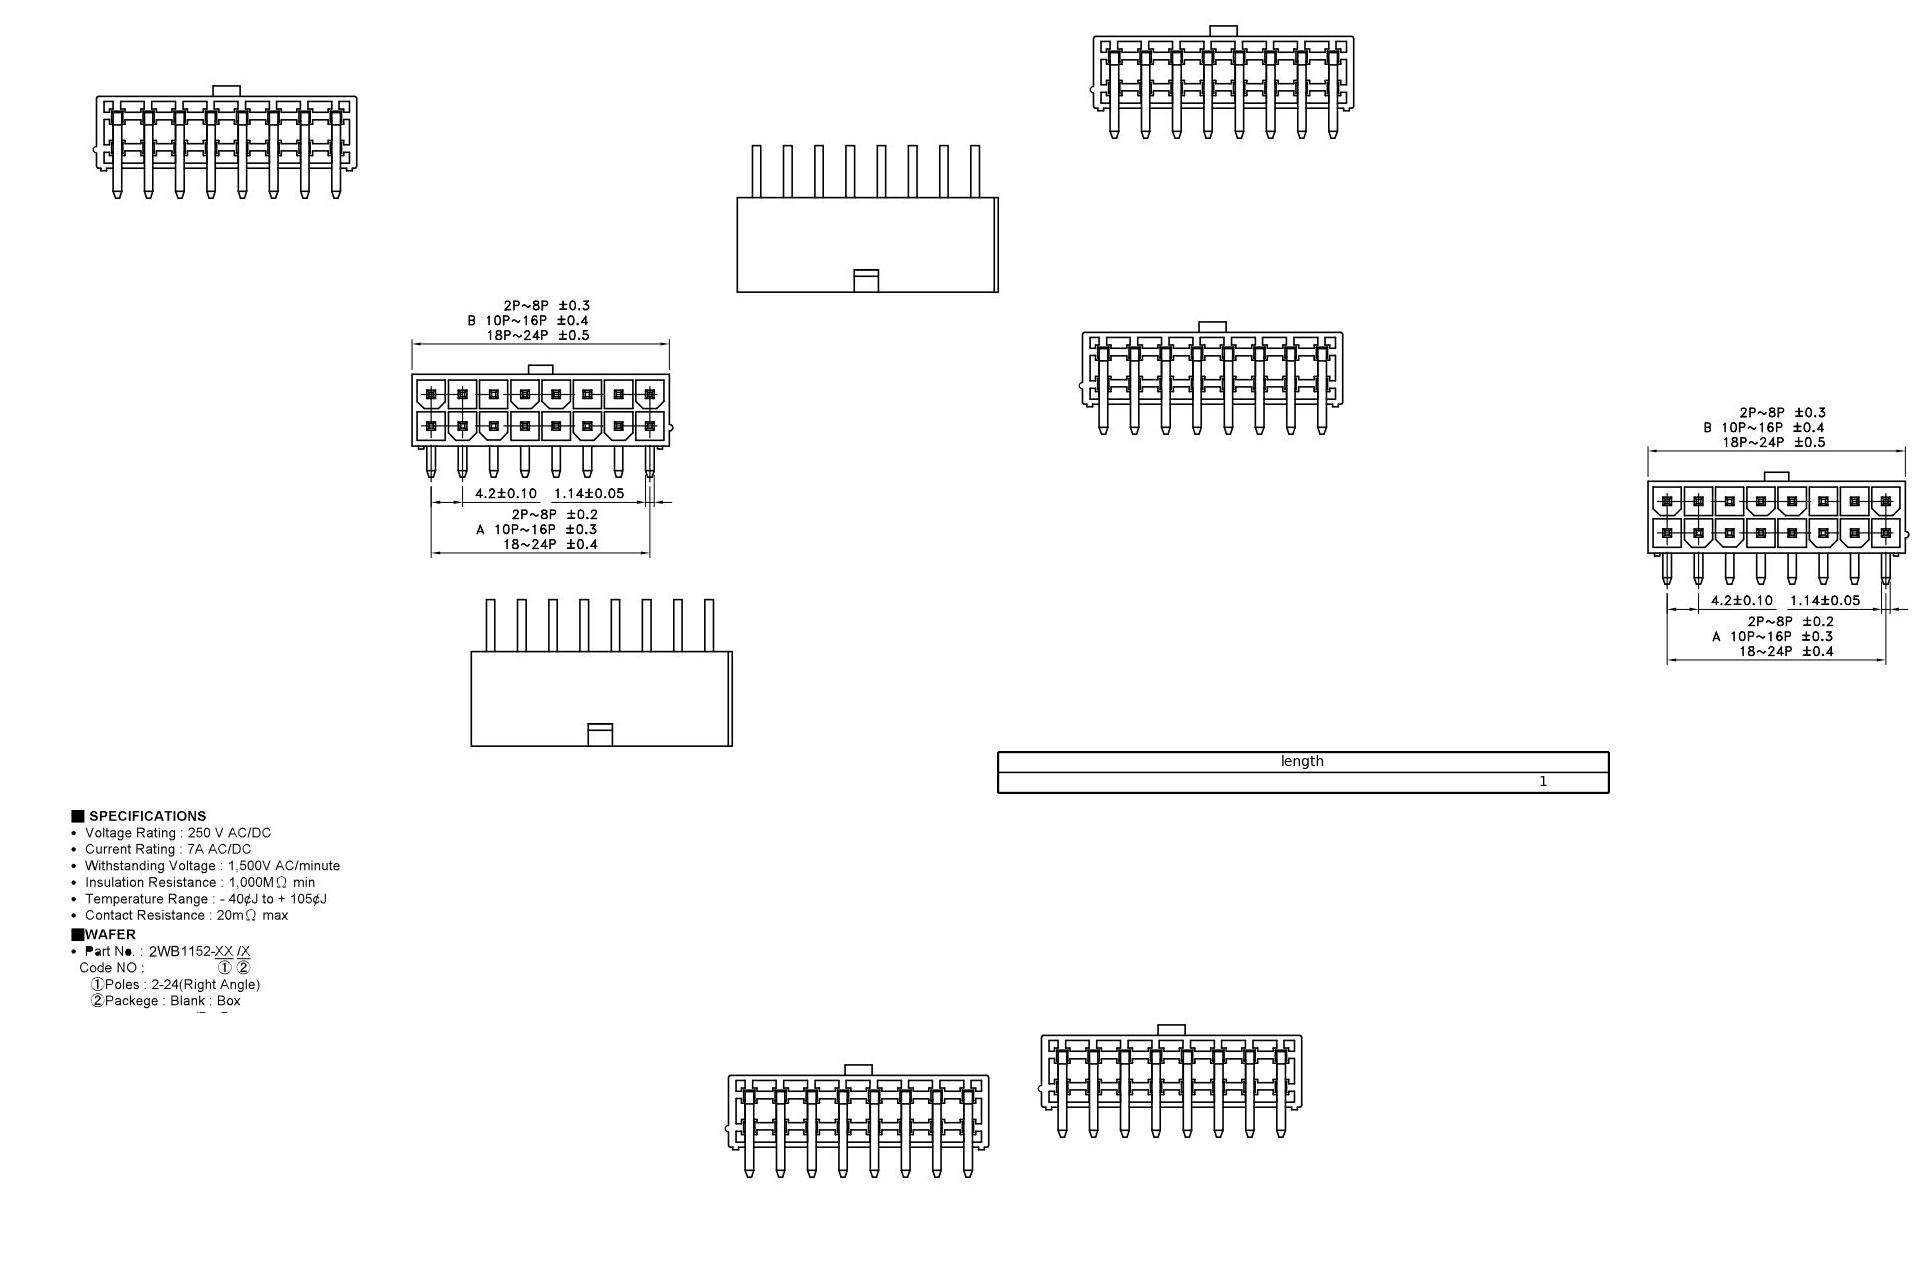 2P~8P ±0.3
B 10P~16P ±0.4
18P~24P ±0.5
4.2±0.10 1.14±0.05
2P~8P ±0.2
A 10P~16P ±0.3
18~24P ±0.4
2P~8P ±0.3
B 10P~16P ±0.4
18P~24P ±0.5
4.2±0.10 1.14±0.05
2P~8P ±0.2
A 10P~16P ±0.3
18~24P ±0.4
length
1
■ SPECIFICATIONS
• Voltage Rating : 250 V AC/DC
• Current Rating : 7A AC/DC
• Withstanding Voltage : 1,500V AC/minute
• Insulation Resistance : 1,000MΩ min
• Temperature Range : - 40¢J to + 105¢J
• Contact Resistance : 20mΩ max
■WAFER
• Part No. : 2WB1152-XX /X
Code NO : ① ②
①Poles : 2-24(Right Angle)
②Packege : Blank : Box